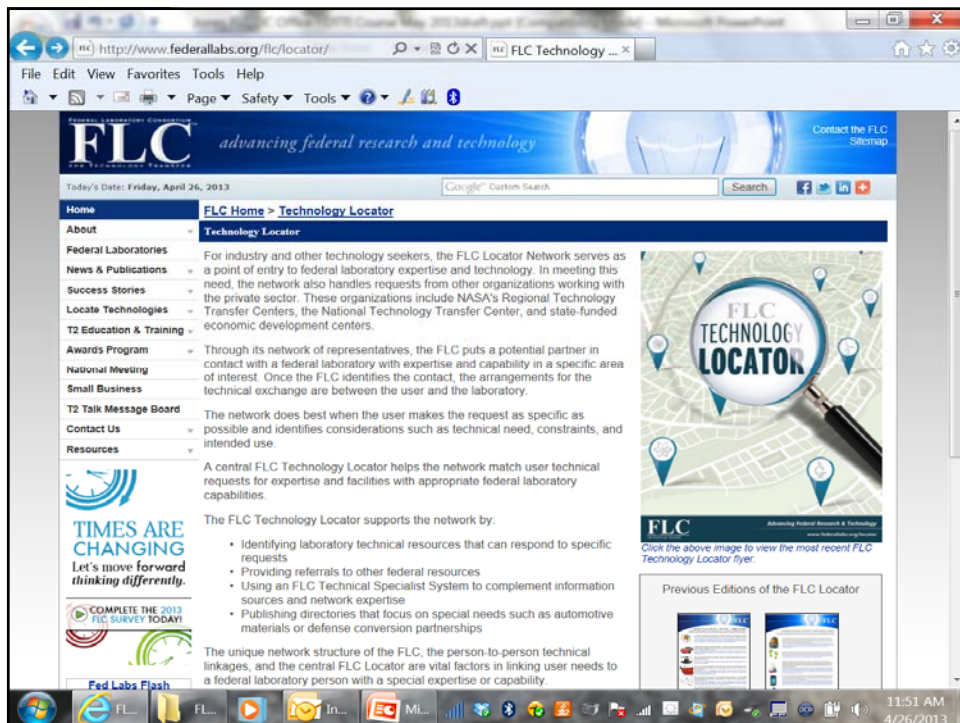 http://www.federallabs.org/flc/locator/
FLC Technology ...
File Edit View Favorites Tools Help
Page Safety Tools
FEDERAL LABORATORY CONSORTIUM
FLC
FOR TECHNOLOGY TRANSFER
advancing federal research and technology
Contact the FLC
Sitemap
Today's Date: Friday, April 26, 2013
Google™ Custom Search
Search
Home
About
Federal Laboratories
News & Publications
Success Stories
Locate Technologies
T2 Education & Training
Awards Program
National Meeting
Small Business
T2 Talk Message Board
Contact Us
Resources
TIMES ARE
CHANGING
Let's move forward
thinking differently.
COMPLETE THE 2013
FLC SURVEY TODAY!
Fed Labs Flash
FLC Home > Technology Locator
Technology Locator
For industry and other technology seekers, the FLC Locator Network serves as
a point of entry to federal laboratory expertise and technology. In meeting this
need, the network also handles requests from other organizations working with
the private sector. These organizations include NASA's Regional Technology
Transfer Centers, the National Technology Transfer Center, and state-funded
economic development centers.
Through its network of representatives, the FLC puts a potential partner in
contact with a federal laboratory with expertise and capability in a specific area
of interest. Once the FLC identifies the contact, the arrangements for the
technical exchange are between the user and the laboratory.
The network does best when the user makes the request as specific as
possible and identifies considerations such as technical need, constraints, and
intended use.
A central FLC Technology Locator helps the network match user technical
requests for expertise and facilities with appropriate federal laboratory
capabilities.
The FLC Technology Locator supports the network by:
• Identifying laboratory technical resources that can respond to specific
requests
• Providing referrals to other federal resources
• Using an FLC Technical Specialist System to complement information
sources and network expertise
• Publishing directories that focus on special needs such as automotive
materials or defense conversion partnerships
The unique network structure of the FLC, the person-to-person technical
linkages, and the central FLC Locator are vital factors in linking user needs to
a federal laboratory person with a special expertise or capability.
FLC
TECHNOLOGY
LOCATOR
FLC
Advancing Federal Research & Technology
www.federallabs.org/locator
Click the above image to view the most recent FLC
Technology Locator flyer.
Previous Editions of the FLC Locator
FL...
FL...
In...
Mi...
11:51 AM
4/26/2013